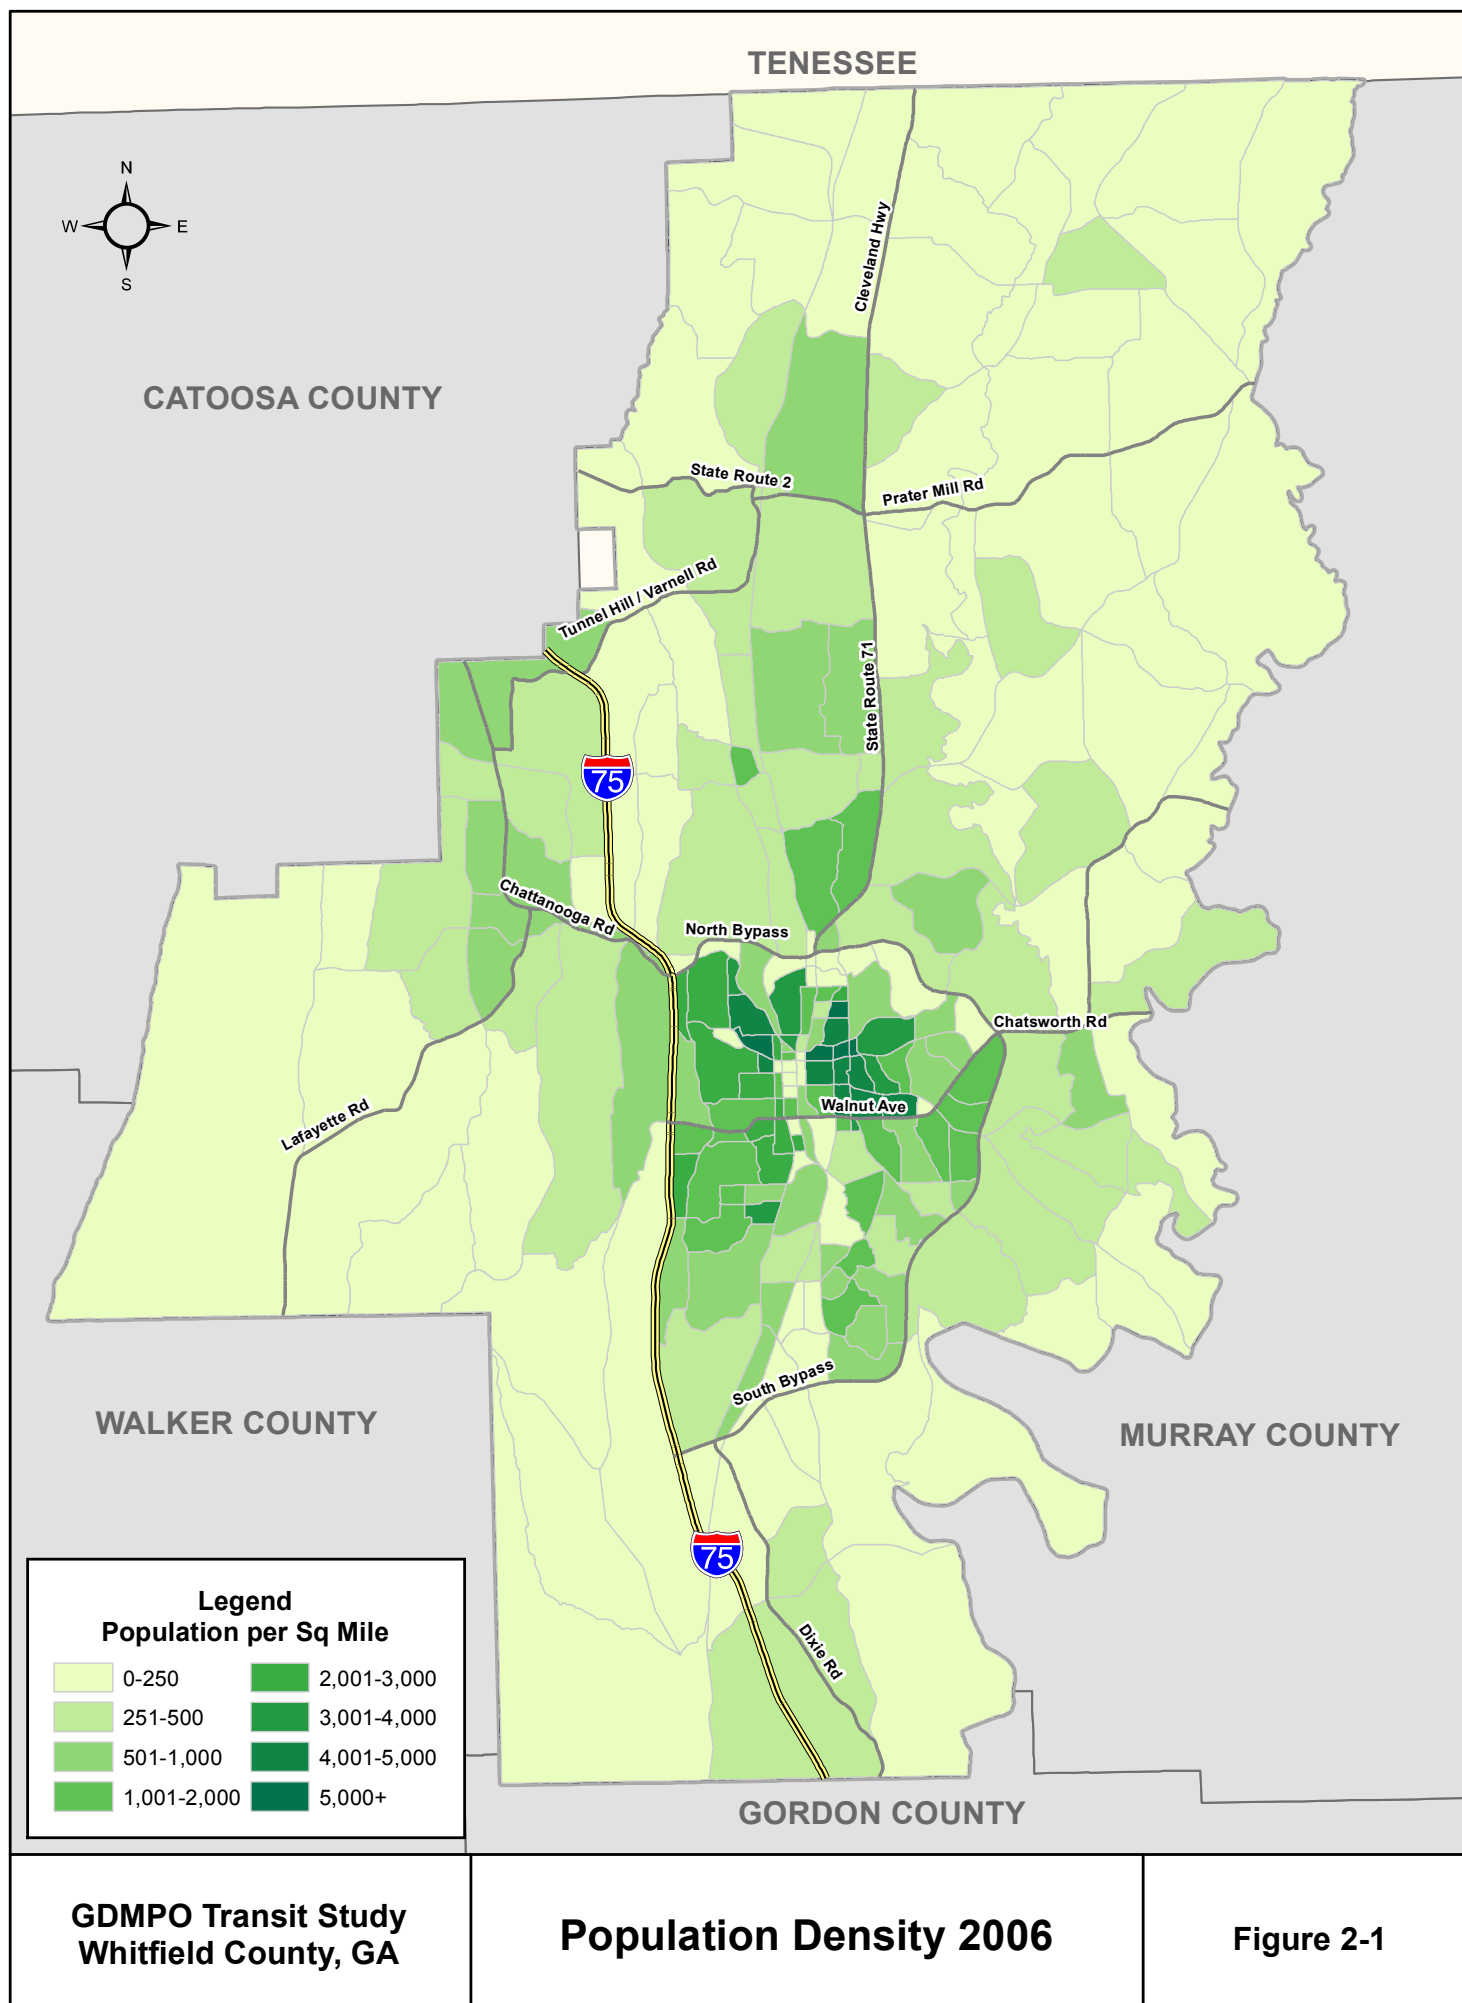 TENESSEE
N
W
E
S
Cleveland Hwy
CATOOSA COUNTY
State Route 2
Prater Mill Rd
Tunnel Hill / Varnell Rd
State Route 71
75
Chattanooga Rd
North Bypass
Chatsworth Rd
Walnut Ave
Lafayette Rd
South Bypass
WALKER COUNTY
MURRAY COUNTY
75
Dixie Rd
Legend
Population per Sq Mile
0-250
251-500
501-1,000
1,001-2,000
2,001-3,000
3,001-4,000
4,001-5,000
5,000+
GORDON COUNTY
GDMPO Transit Study
Whitfield County, GA
Population Density 2006
Figure 2-1